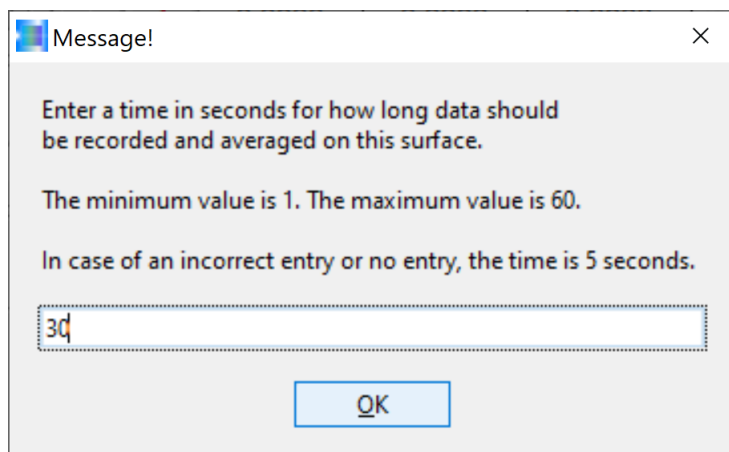 Message!
Enter a time in seconds for how long data should
be recorded and averaged on this surface.
The minimum value is 1. The maximum value is 60.
In case of an incorrect entry or no entry, the time is 5 seconds.
30
OK